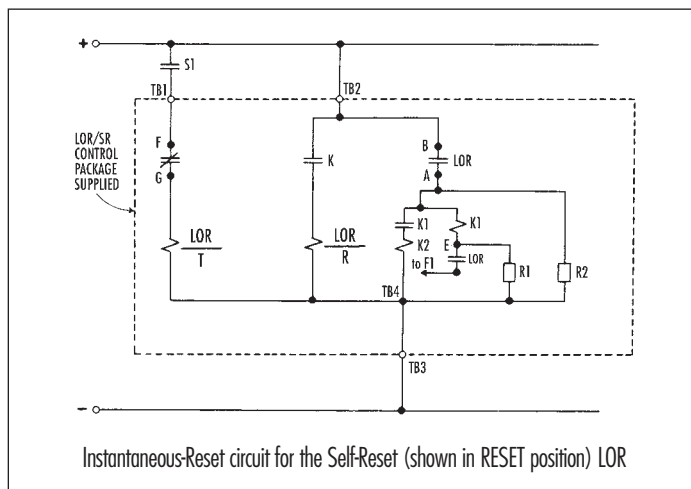 +
S1
TB1
TB2
LOR/SR
CONTROL
PACKAGE
SUPPLIED
F
G
K
B
LOR
A
LOR
T
LOR
R
K1
K2
K1
E
LOR
to F1
R1
R2
TB4
TB3
-
Instantaneous-Reset circuit for the Self-Reset (shown in RESET position) LOR